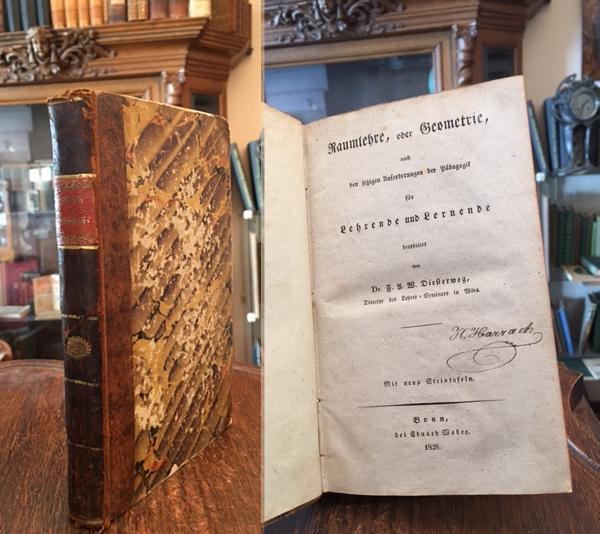 Raumlehre, oder Geometrie,
nach
den jetzigen Anforderungen der Pädagogik
für
Lehrende und Lernende
bearbeitet
von
Dr. F. A. W. Diesterweg,
Director des Lehrer-Seminars in Mörs.
H. Harrach
Mit neun Steintafeln.
Bonn,
bei Eduard Weber.
1828.